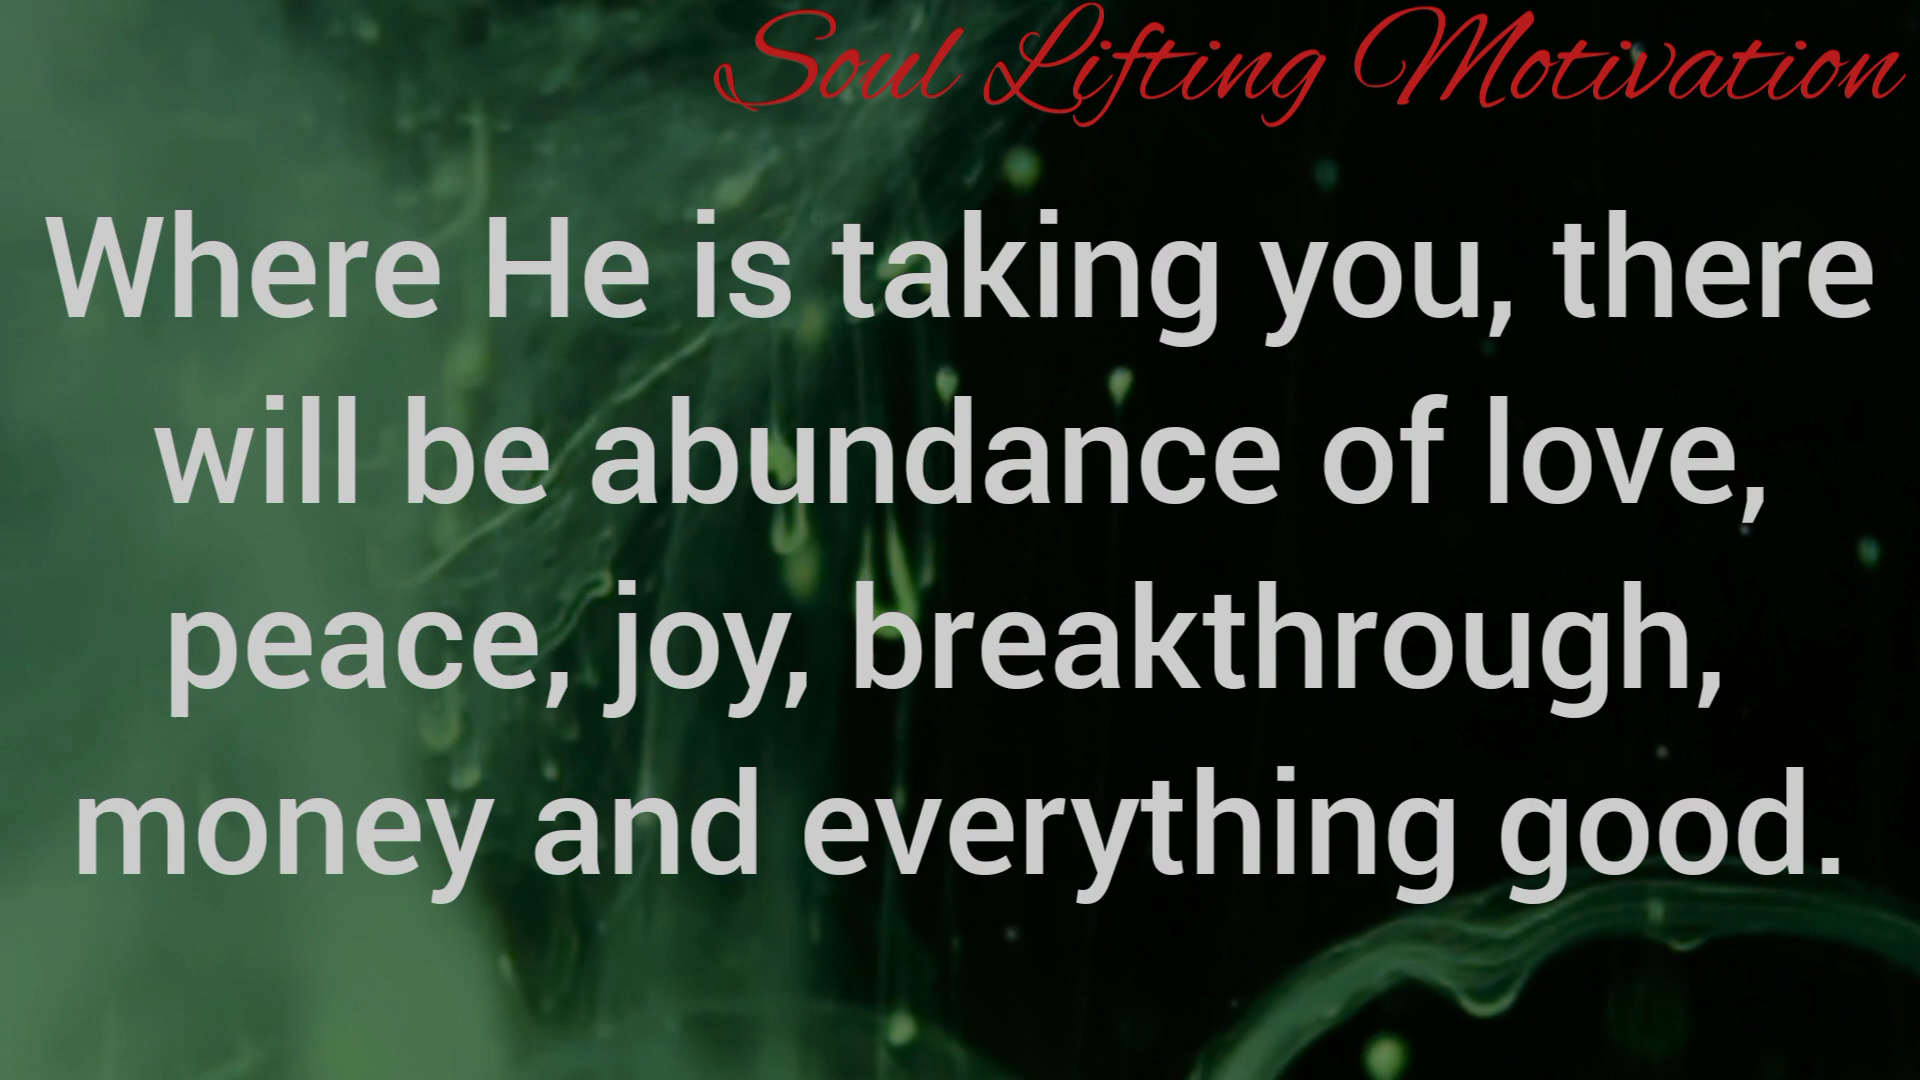 Soul Lifting Motivation
Where He is taking you, there
will be abundance of love,
peace, joy, breakthrough,
money and everything good.